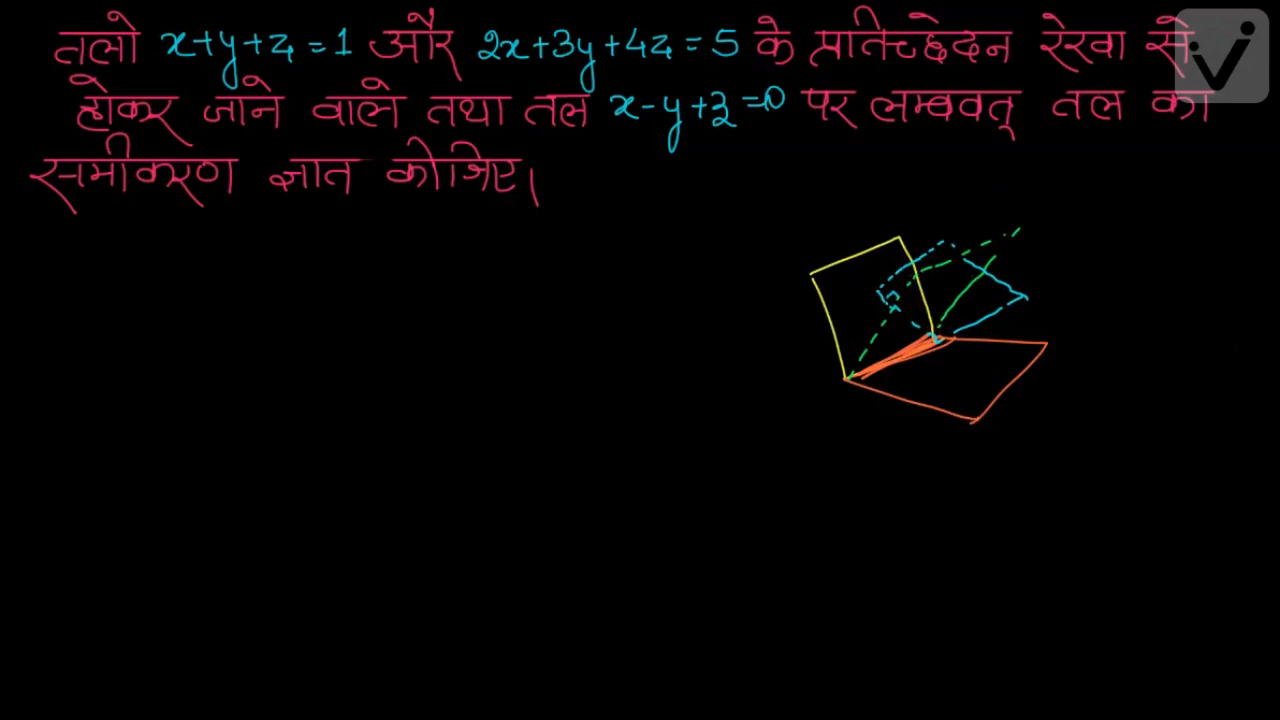 तलो x+y+z=1 और 2x+3y+4z=5 के प्रतिच्छेदन रेखा से
होकर जाने वाले तथा तल x-y+z=0 पर लम्बवत् तल का
समीकरण ज्ञात कीजिए।